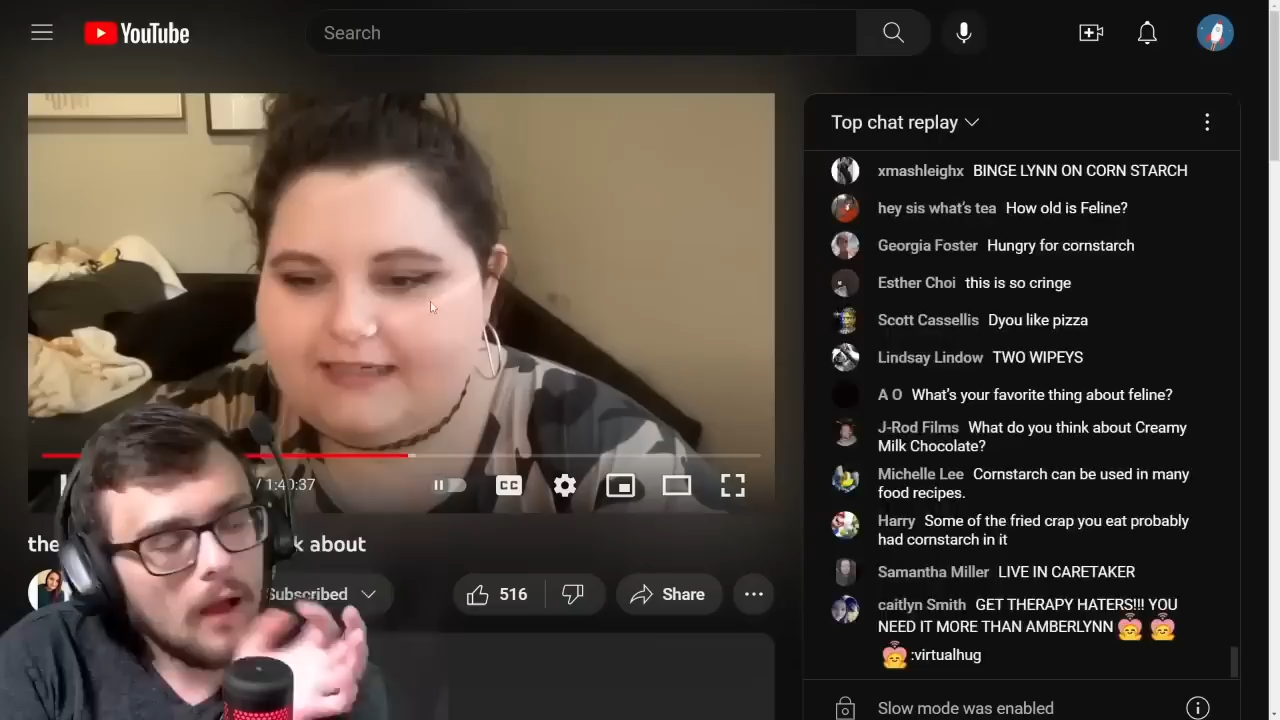 YouTube
Search
Top chat replay
xmashleighx BINGE LYNN ON CORN STARCH
hey sis what's tea How old is Feline?
Georgia Foster Hungry for cornstarch
Esther Choi this is so cringe
Scott Cassellis Dyou like pizza
Lindsay Lindow TWO WIPEYS
A O What's your favorite thing about feline?
J-Rod Films What do you think about Creamy
Milk Chocolate?
Michelle Lee Cornstarch can be used in many
food recipes.
Harry Some of the fried crap you eat probably
had cornstarch in it
Samantha Miller LIVE IN CARETAKER
caitlyn Smith GET THERAPY HATERS!!! YOU
NEED IT MORE THAN AMBERLYNN
:virtualhug
Slow mode was enabled
/ 1:40:37
CC
the k about
Subscribed
516
Share